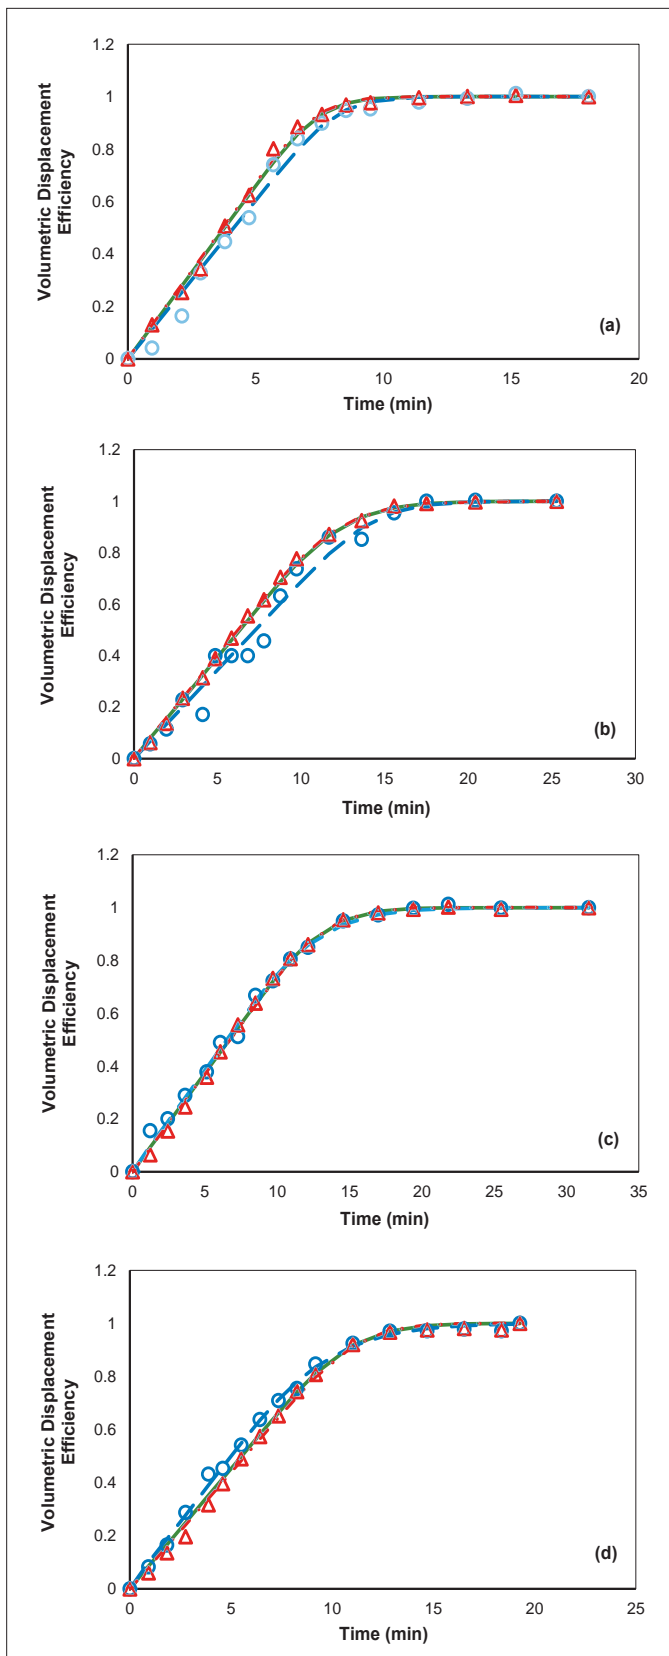 1.2
1
0.8
0.6
0.4
0.2
0
Volumetric Displacement
Efficiency
(a)
0 5 10 15 20
Time (min)
1.2
1
0.8
0.6
0.4
0.2
0
Volumetric Displacement
Efficiency
(b)
0 5 10 15 20 25 30
Time (min)
1.2
1
0.8
0.6
0.4
0.2
0
Volumetric Displacement
Efficiency
(c)
0 5 10 15 20 25 30 35
Time (min)
1.2
1
0.8
0.6
0.4
0.2
0
Volumetric Displacement
Efficiency
(d)
0 5 10 15 20 25
Time (min)